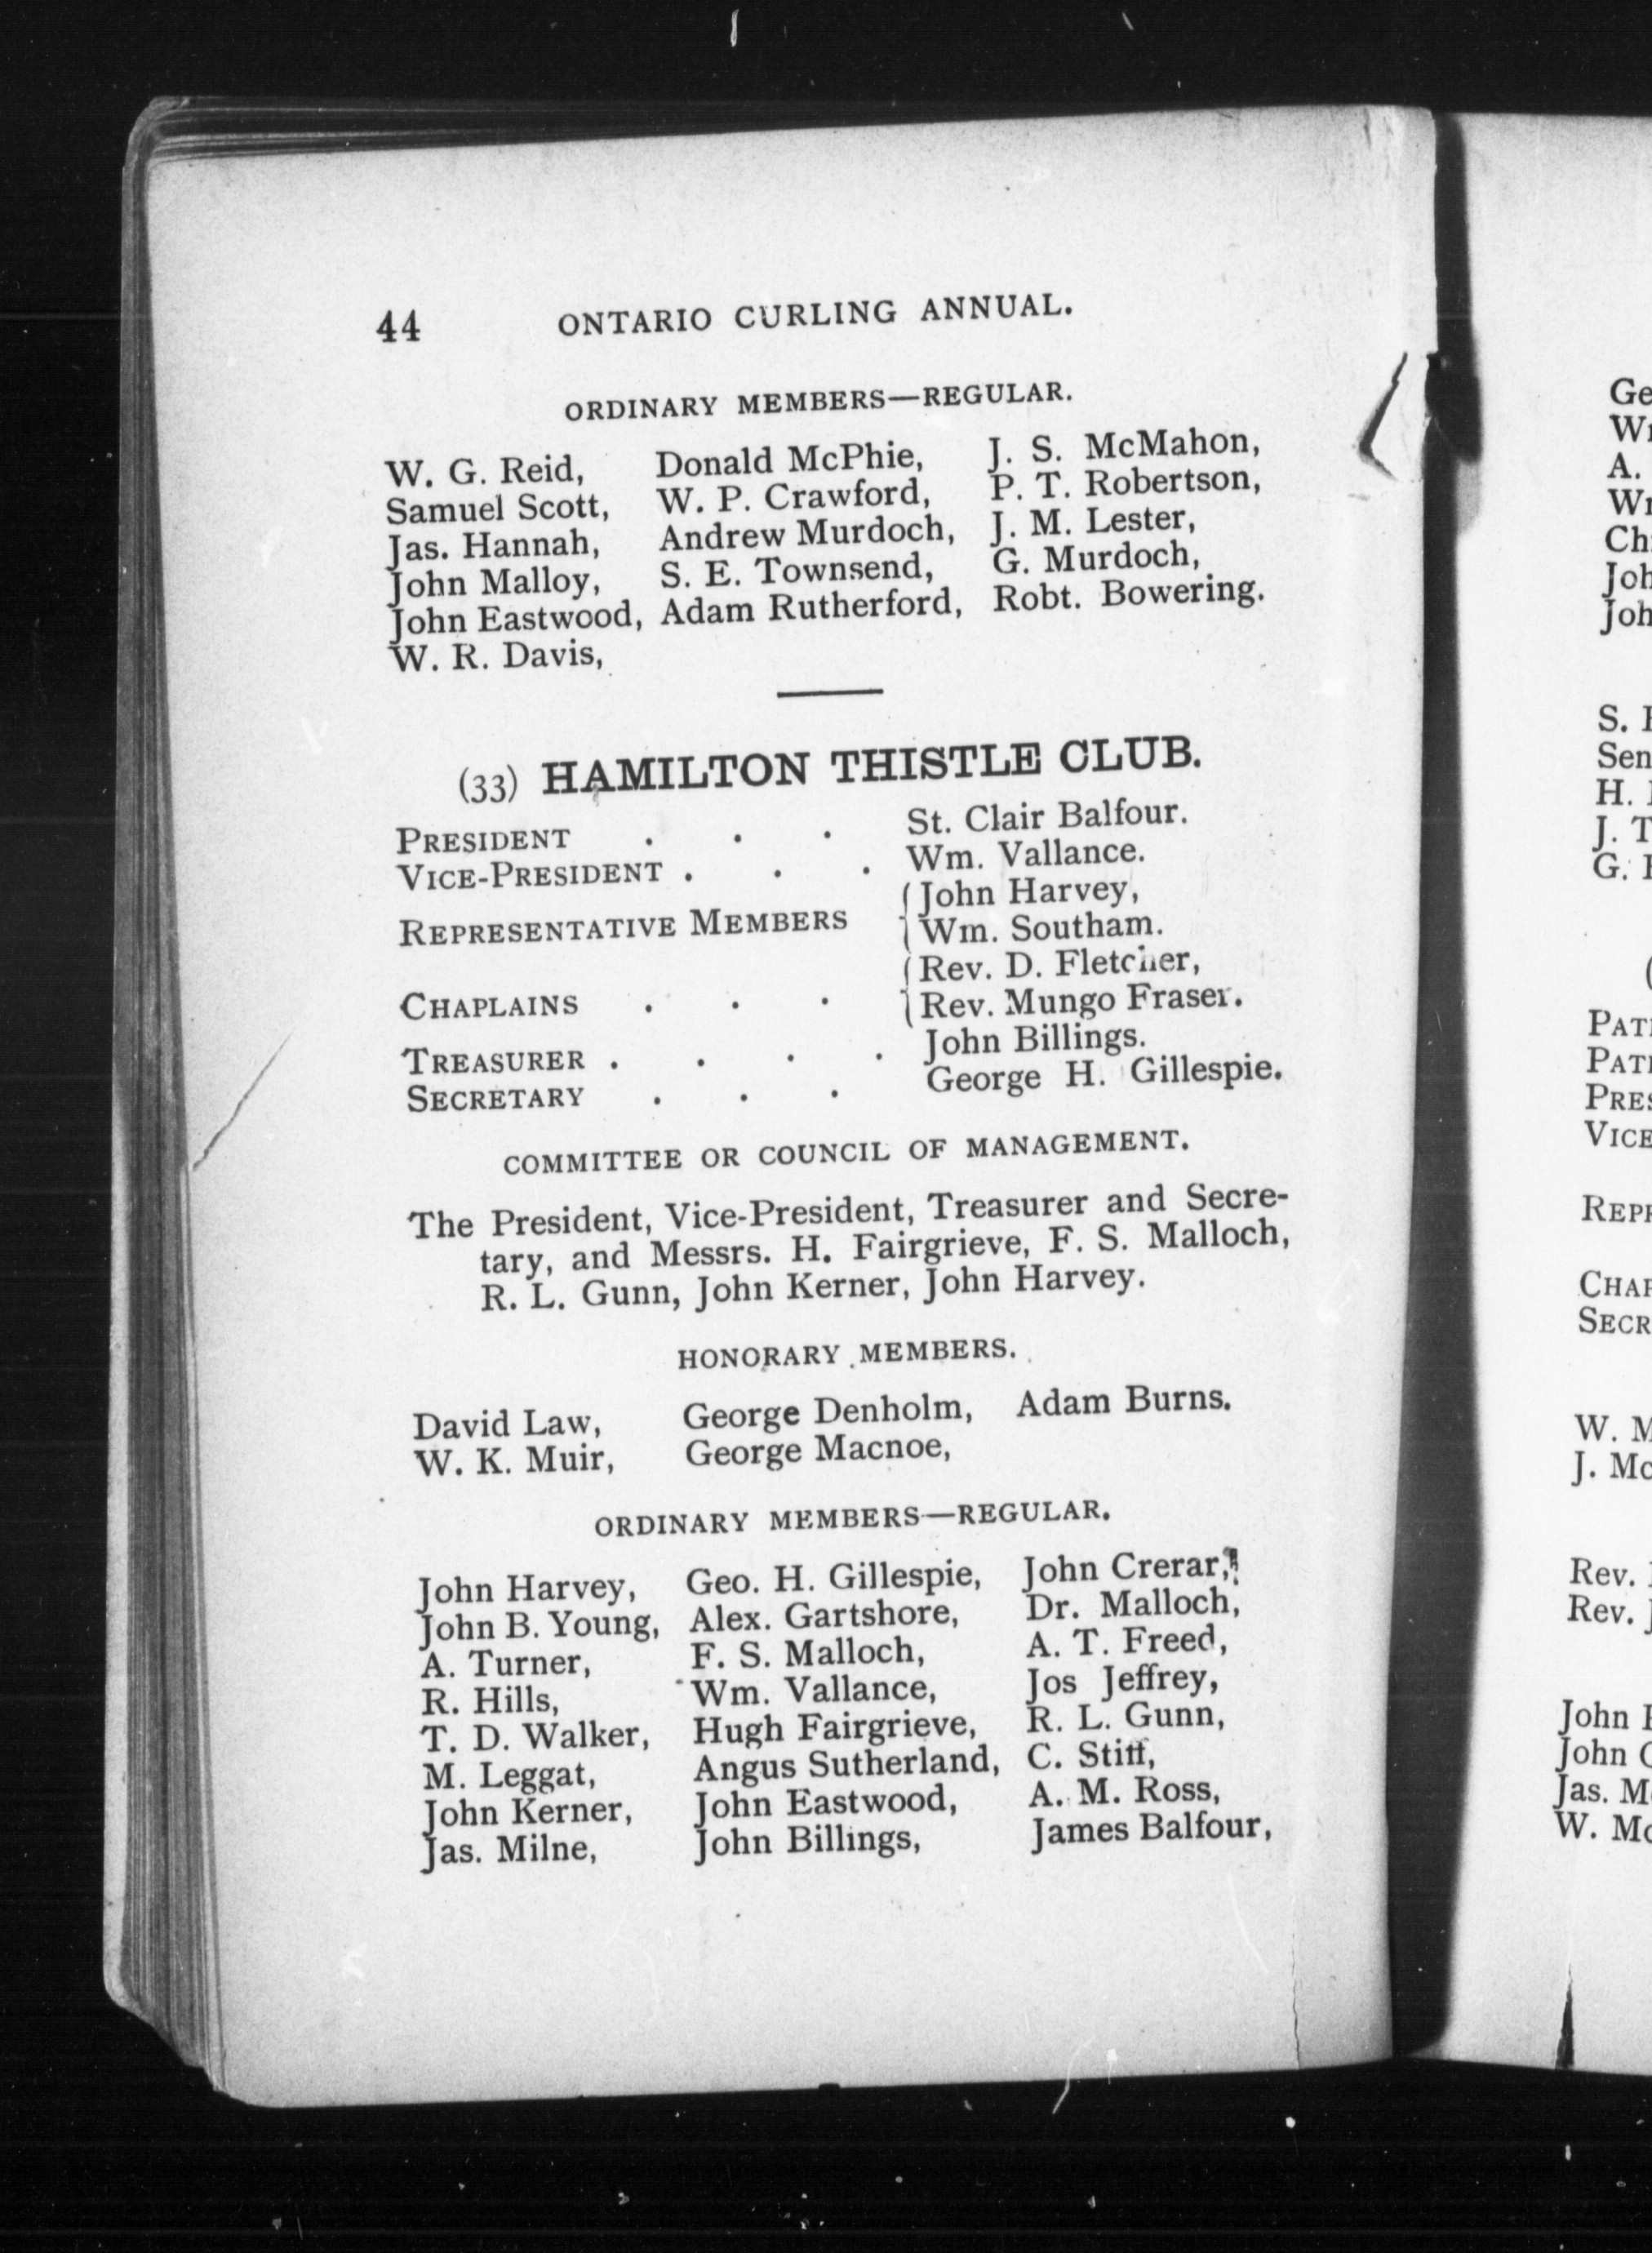 44 ONTARIO CURLING ANNUAL.
ORDINARY MEMBERS—REGULAR.
W. G. Reid, Donald McPhie, J. S. McMahon,
Samuel Scott, W. P. Crawford, P. T. Robertson,
Jas. Hannah, Andrew Murdoch, J. M. Lester,
John Malloy, S. E. Townsend, G. Murdoch,
John Eastwood, Adam Rutherford, Robt. Bowering.
W. R. Davis,
(33) HAMILTON THISTLE CLUB.
PRESIDENT . . . St. Clair Balfour.
VICE-PRESIDENT . . . Wm. Vallance.
REPRESENTATIVE MEMBERS { John Harvey,
Wm. Southam.
CHAPLAINS . . . { Rev. D. Fletcher,
Rev. Mungo Fraser.
TREASURER . . . . John Billings.
SECRETARY . . . George H. Gillespie.
COMMITTEE OR COUNCIL OF MANAGEMENT.
The President, Vice-President, Treasurer and Secre-
tary, and Messrs. H. Fairgrieve, F. S. Malloch,
R. L. Gunn, John Kerner, John Harvey.
HONORARY MEMBERS.
David Law, George Denholm, Adam Burns.
W. K. Muir, George Macnoe,
ORDINARY MEMBERS—REGULAR.
John Harvey, Geo. H. Gillespie, John Crerar,
John B. Young, Alex. Gartshore, Dr. Malloch,
A. Turner, F. S. Malloch, A. T. Freed,
R. Hills, Wm. Vallance, Jos Jeffrey,
T. D. Walker, Hugh Fairgrieve, R. L. Gunn,
M. Leggat, Angus Sutherland, C. Stiff,
John Kerner, John Eastwood, A. M. Ross,
Jas. Milne, John Billings, James Balfour,